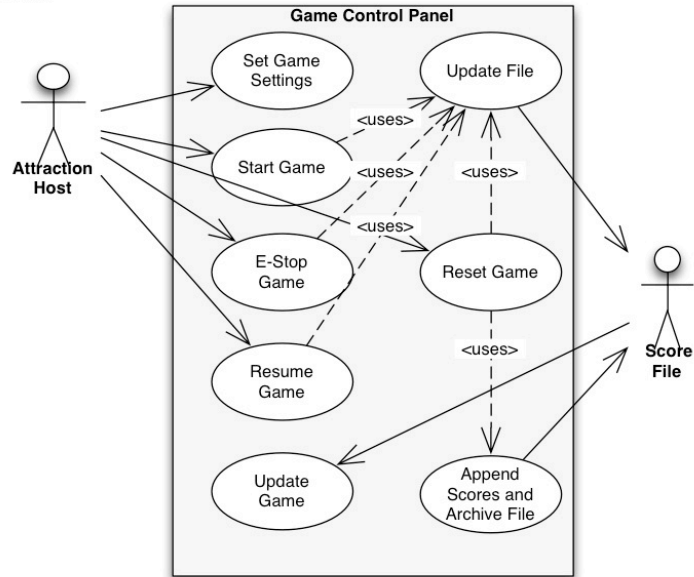 Game Control Panel
Set Game
Settings
Update File
<uses>
Start Game
<uses>
Attraction
Host
<uses>
<uses>
E-Stop
Game
Reset Game
<uses>
Score
File
Resume
Game
Update
Game
Append
Scores and
Archive File